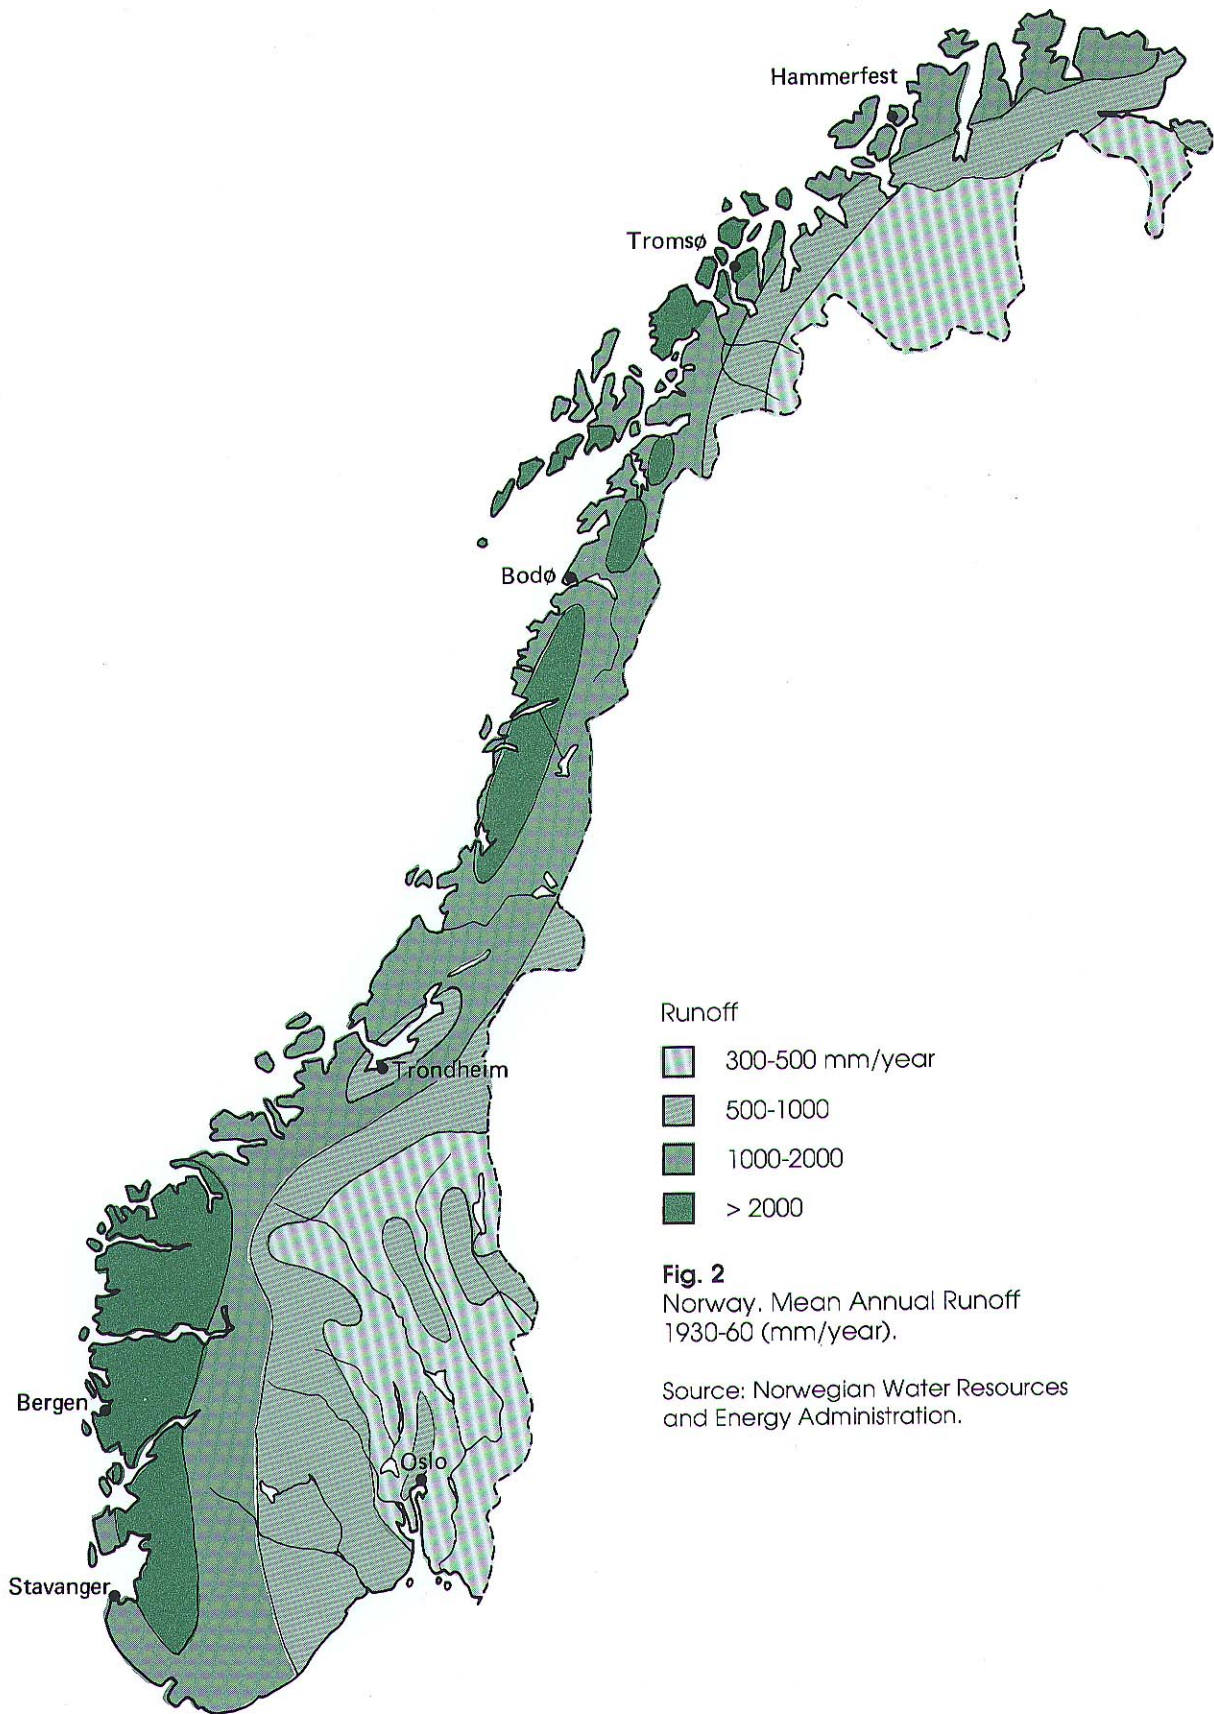 Hammerfest
Tromsø
Bodø
Trondheim
Bergen
Oslo
Stavanger
Runoff
300-500 mm/year
500-1000
1000-2000
> 2000
Fig. 2
Norway. Mean Annual Runoff
1930-60 (mm/year).
Source: Norwegian Water Resources
and Energy Administration.